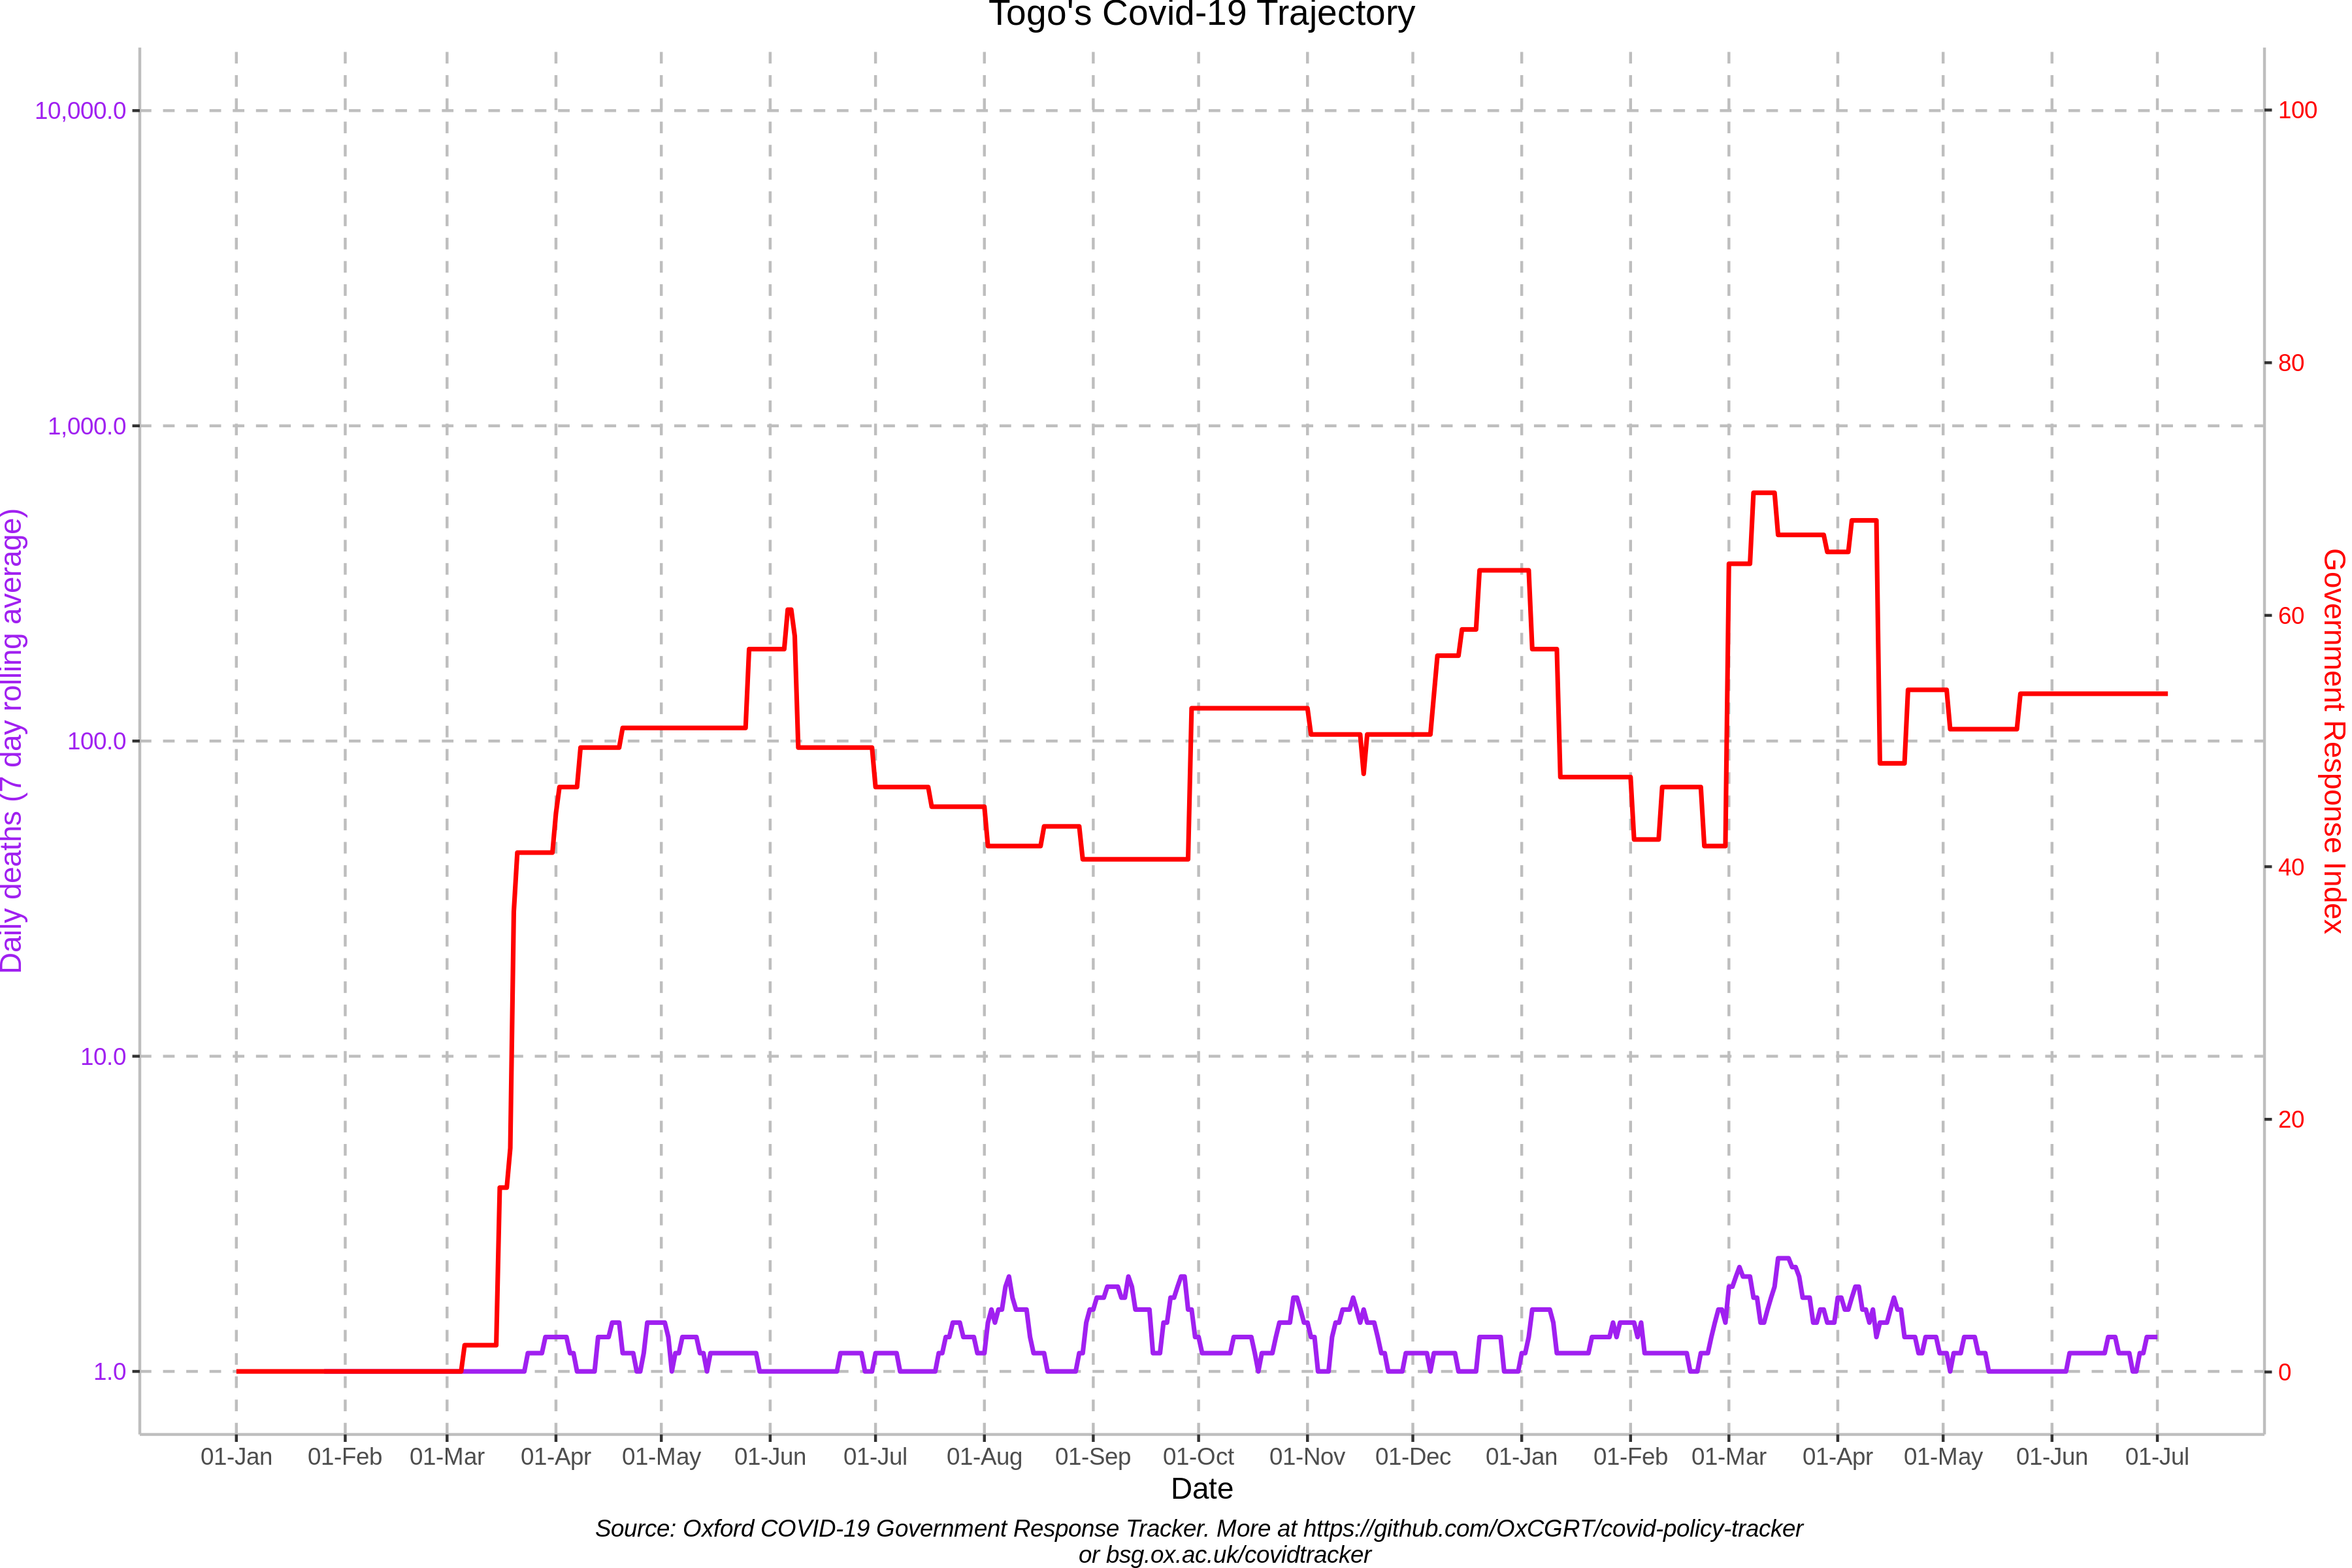 Togo's Covid-19 Trajectory
10,000.0
1,000.0
100.0
10.0
1.0
Daily deaths (7 day rolling average)
100
80
60
40
20
0
Government Response Index
01-Jan 01-Feb 01-Mar 01-Apr 01-May 01-Jun 01-Jul 01-Aug 01-Sep 01-Oct 01-Nov 01-Dec 01-Jan 01-Feb 01-Mar 01-Apr 01-May 01-Jun 01-Jul
Date
Source: Oxford COVID-19 Government Response Tracker. More at https://github.com/OxCGRT/covid-policy-tracker
or bsg.ox.ac.uk/covidtracker